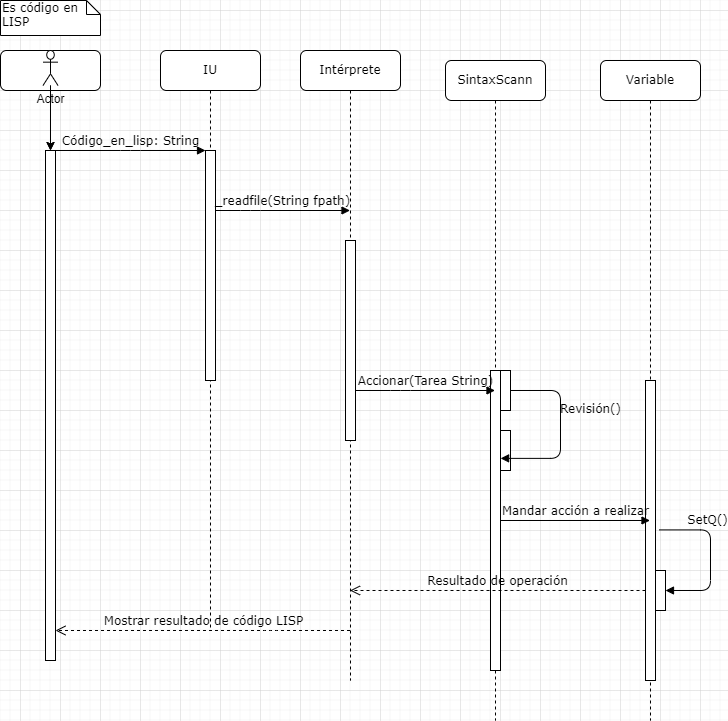 Es código en
LISP
Actor
IU
Intérprete
SintaxScann
Variable
Código_en_lisp: String
_readfile(String fpath)
Accionar(Tarea String)
Revisión()
Mandar acción a realizar
SetQ()
Resultado de operación
Mostrar resultado de código LISP